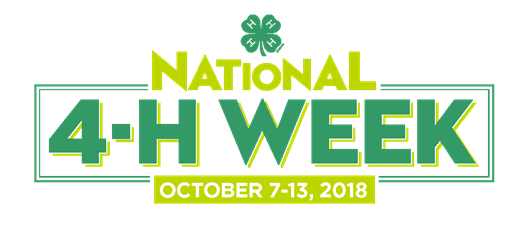 H H
H H
NATIONAL
4-H WEEK
OCTOBER 7-13, 2018